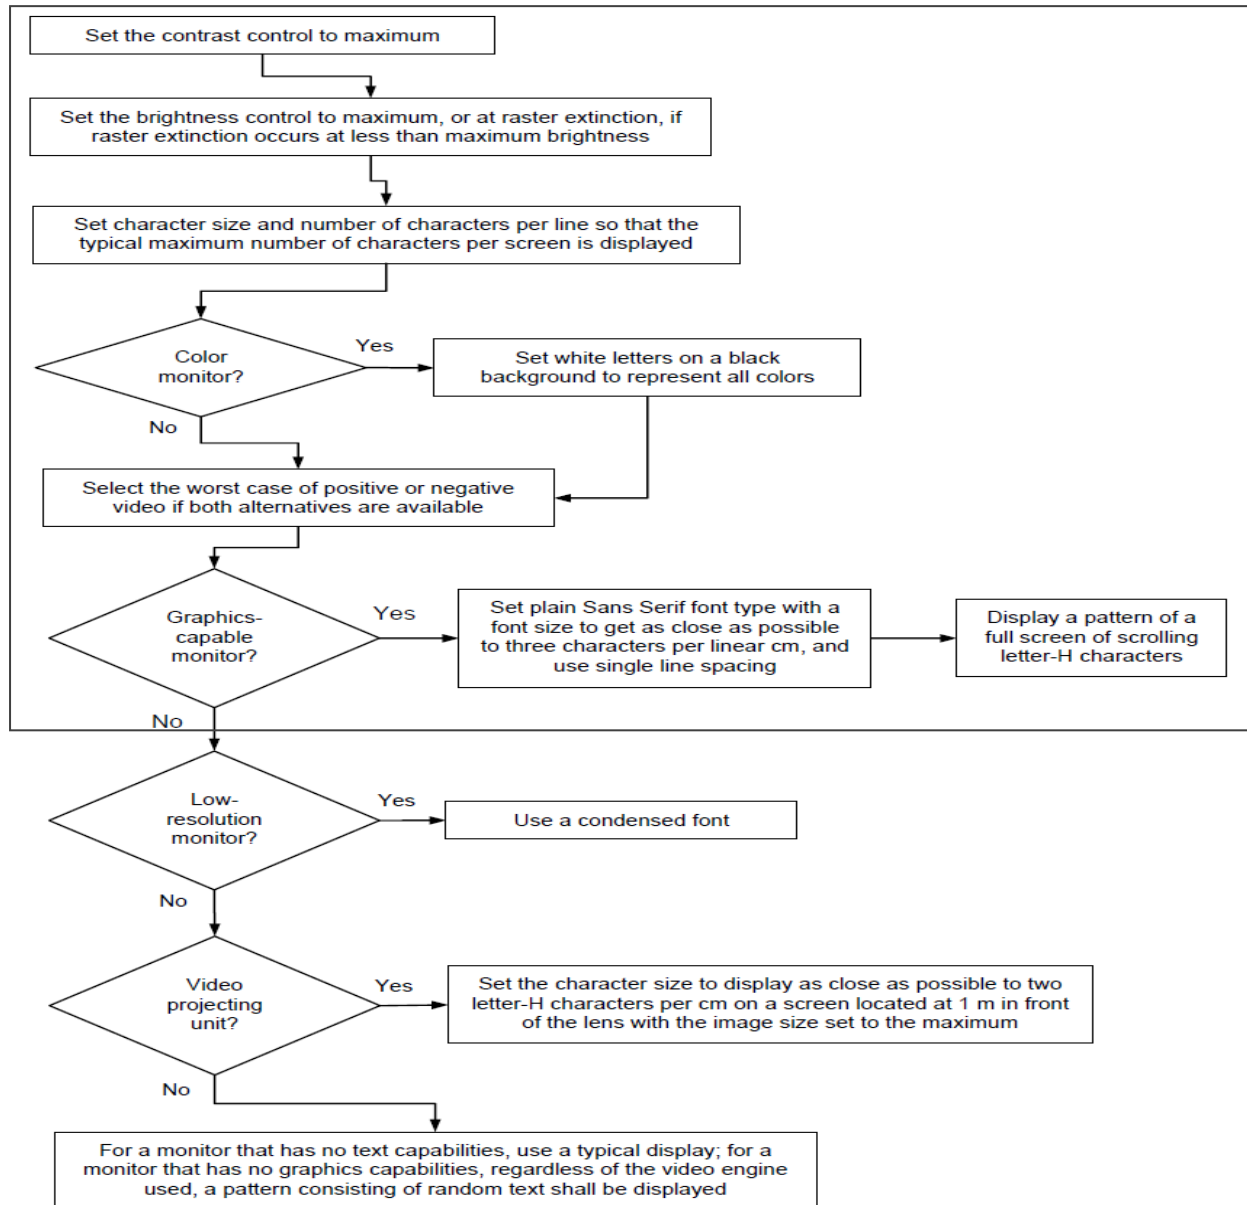 Set the contrast control to maximum
Set the brightness control to maximum, or at raster extinction, if
raster extinction occurs at less than maximum brightness
Set character size and number of characters per line so that the
typical maximum number of characters per screen is displayed
Color
monitor?
Yes
Set white letters on a black
background to represent all colors
No
Select the worst case of positive or negative
video if both alternatives are available
Graphics-
capable
monitor?
Yes
Set plain Sans Serif font type with a
font size to get as close as possible
to three characters per linear cm, and
use single line spacing
Display a pattern of a
full screen of scrolling
letter-H characters
No
Low-
resolution
monitor?
Yes
Use a condensed font
No
Video
projecting
unit?
Yes
Set the character size to display as close as possible to two
letter-H characters per cm on a screen located at 1 m in front
of the lens with the image size set to the maximum
No
For a monitor that has no text capabilities, use a typical display; for a
monitor that has no graphics capabilities, regardless of the video engine
used, a pattern consisting of random text shall be displayed